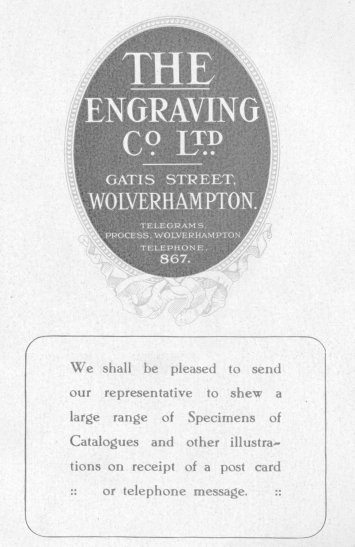 THE
ENGRAVING
Co. LTD.
GATIS STREET,
WOLVERHAMPTON.
TELEGRAMS,
PROCESS, WOLVERHAMPTON
TELEPHONE,
867.
We shall be pleased to send
our representative to shew a
large range of Specimens of
Catalogues and other illustra-
tions on receipt of a post card
:: or telephone message. ::